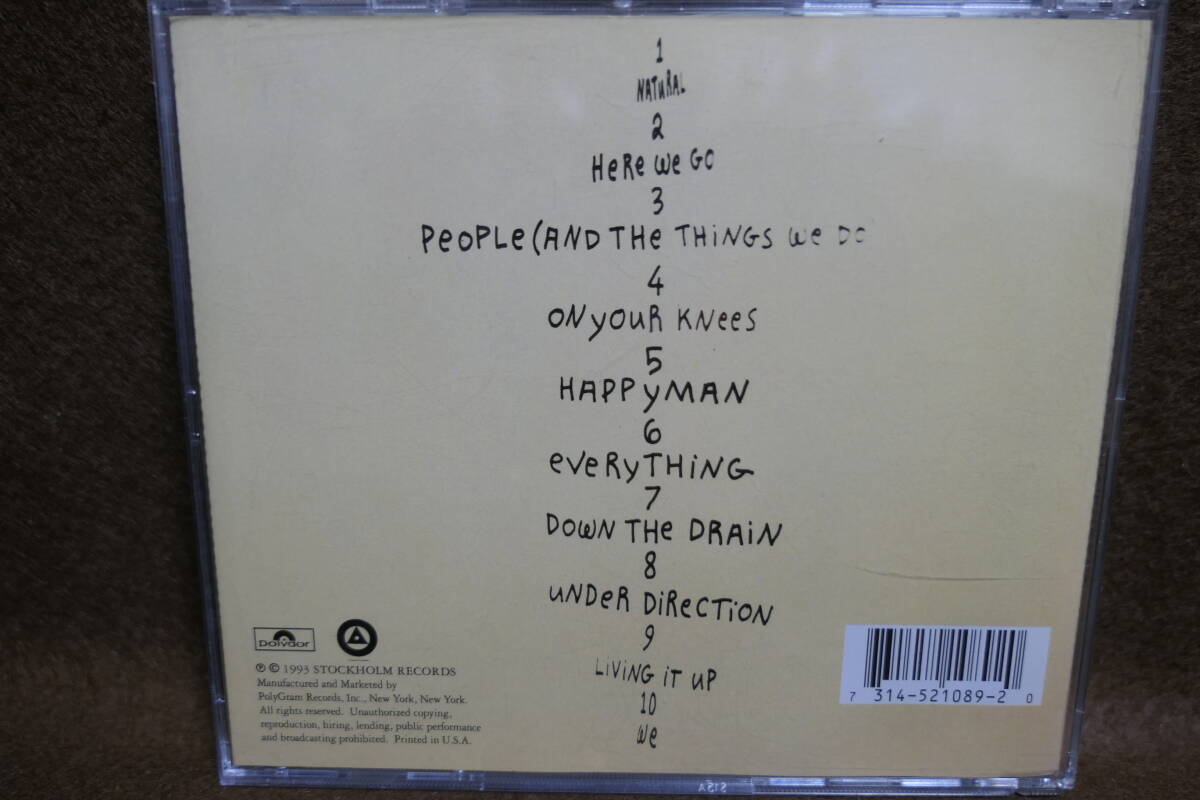 1
NATURAL
2
HeRe We GO
3
PeOPLe (AND THe THiNGS We DO
4
ON yOUR KNeeS
5
HAPPyMAN
6
eVeRyTHiNG
7
DOWN THe DRAiN
8
UNDeR DiReCTiON
9
LiViNG iT UP
10
We
Polydor
℗ © 1993 STOCKHOLM RECORDS
Manufactured and Marketed by
PolyGram Records, Inc., New York, New York.
All rights reserved. Unauthorized copying,
reproduction, hiring, lending, public performance
and broadcasting prohibited. Printed in U.S.A.
7 314-521089-2 0